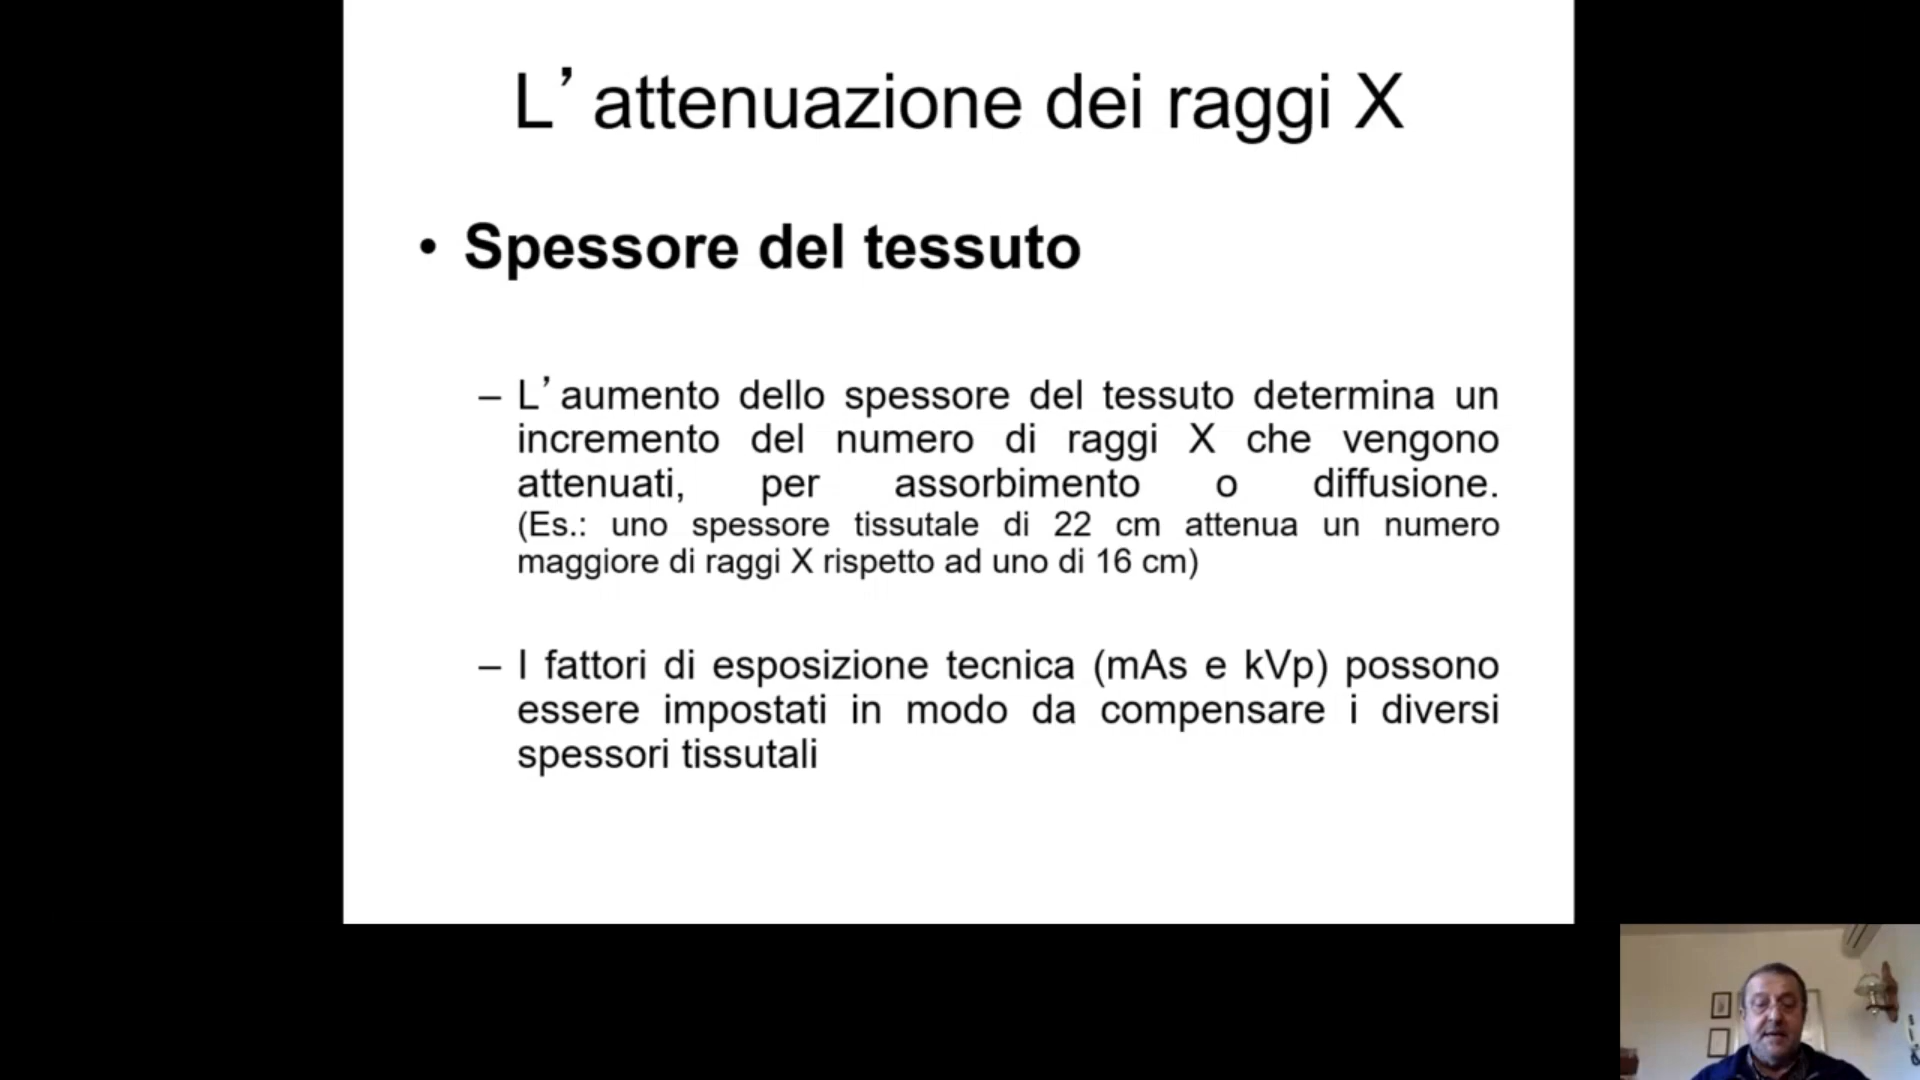 L’attenuazione dei raggi X
• Spessore del tessuto
– L’aumento dello spessore del tessuto determina un
incremento del numero di raggi X che vengono
attenuati, per assorbimento o diffusione.
(Es.: uno spessore tissutale di 22 cm attenua un numero
maggiore di raggi X rispetto ad uno di 16 cm)
– I fattori di esposizione tecnica (mAs e kVp) possono
essere impostati in modo da compensare i diversi
spessori tissutali